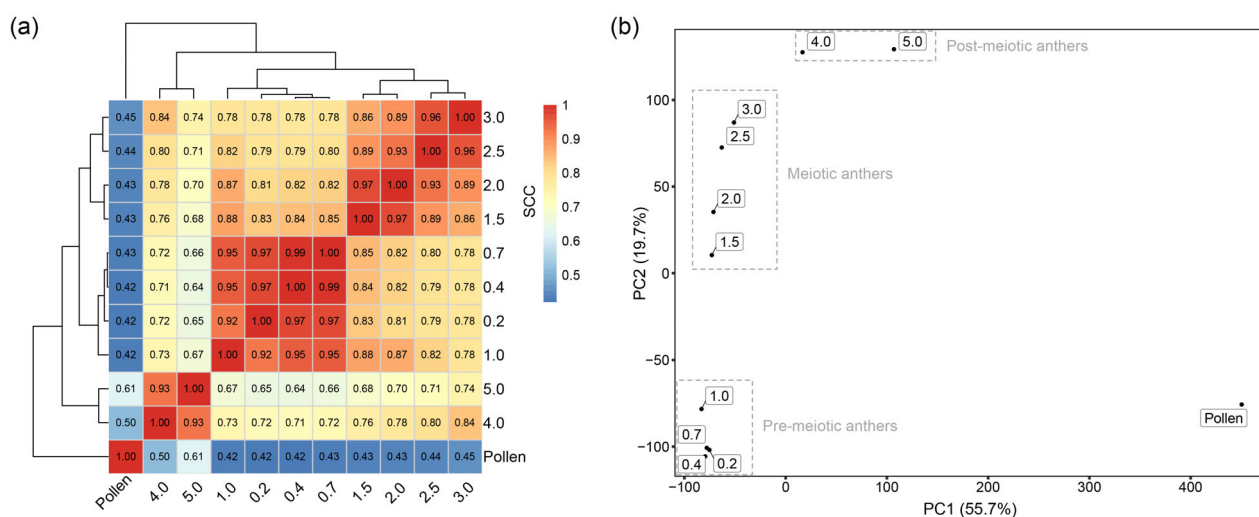 (a)
0.45 0.84 0.74 0.78 0.78 0.78 0.78 0.86 0.89 0.96 1.00 3.0
0.44 0.80 0.71 0.82 0.79 0.79 0.80 0.89 0.93 1.00 0.96 2.5
0.43 0.78 0.70 0.87 0.81 0.82 0.82 0.97 1.00 0.93 0.89 2.0
0.43 0.76 0.68 0.88 0.83 0.84 0.85 1.00 0.97 0.89 0.86 1.5
0.43 0.72 0.66 0.95 0.97 0.99 1.00 0.85 0.82 0.80 0.78 0.7
0.42 0.71 0.64 0.95 0.97 1.00 0.99 0.84 0.82 0.79 0.78 0.4
0.42 0.72 0.65 0.92 1.00 0.97 0.97 0.83 0.81 0.79 0.78 0.2
0.42 0.73 0.67 1.00 0.92 0.95 0.95 0.88 0.87 0.82 0.78 1.0
0.61 0.93 1.00 0.67 0.65 0.64 0.66 0.68 0.70 0.71 0.74 5.0
0.50 1.00 0.93 0.73 0.72 0.71 0.72 0.76 0.78 0.80 0.84 4.0
1.00 0.50 0.61 0.42 0.42 0.42 0.43 0.43 0.43 0.44 0.45 Pollen
Pollen 4.0 5.0 1.0 0.2 0.4 0.7 1.5 2.0 2.5 3.0
1
0.9
0.8
0.7
0.6
0.5
SCC
(b)
4.0 5.0 Post-meiotic anthers
3.0
2.5
Meiotic anthers
2.0
1.5
1.0
Pre-meiotic anthers
0.7
0.4 0.2
Pollen
100
50
0
−50
−100
PC2 (19.7%)
−100 0 100 200 300 400
PC1 (55.7%)